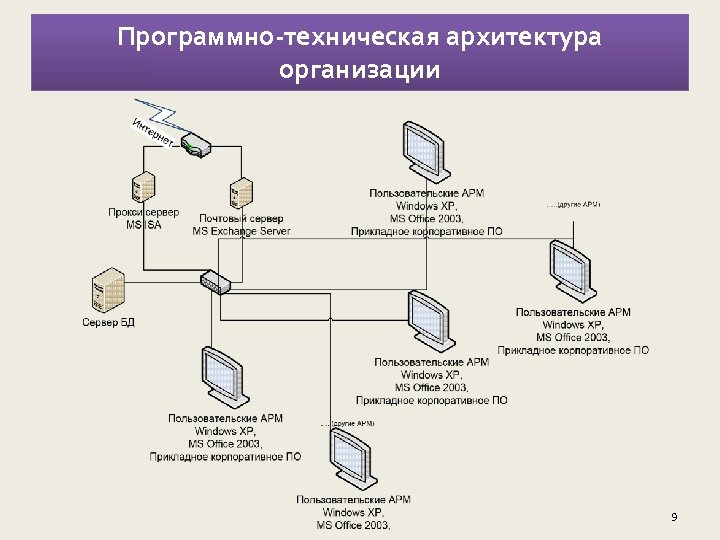 Программно-техническая архитектура
организации
Интернет
Прокси сервер
MS ISA
Почтовый сервер
MS Exchange Server
Пользовательские АРМ
Windows XP,
MS Office 2003,
Прикладное корпоративное ПО
.....(другие АРМ)
Сервер БД
Пользовательские АРМ
Windows XP,
MS Office 2003,
Прикладное корпоративное ПО
Пользовательские АРМ
Windows XP,
MS Office 2003,
Прикладное корпоративное ПО
Пользовательские АРМ
Windows XP,
MS Office 2003,
Прикладное корпоративное ПО
.....(другие АРМ)
Пользовательские АРМ
Windows XP,
MS Office 2003,
9